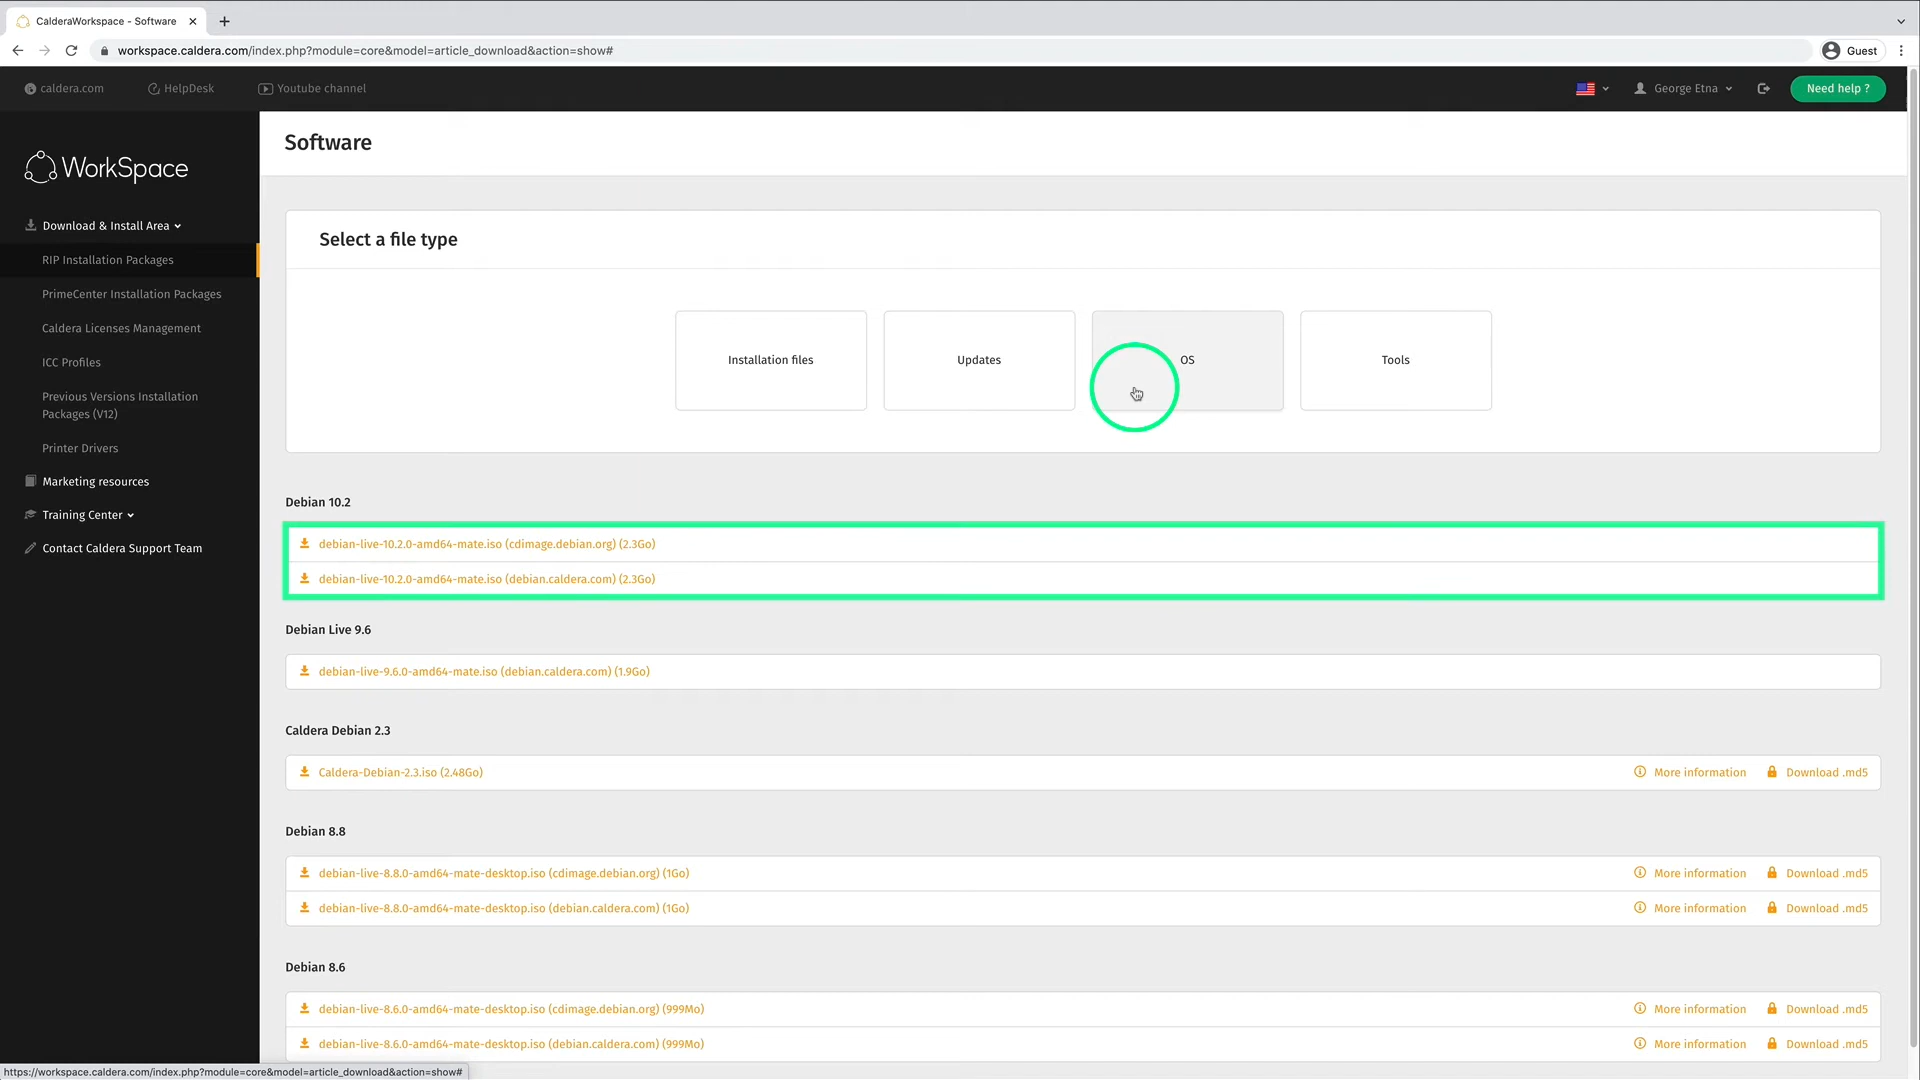 CalderaWorkspace - Software
workspace.caldera.com/index.php?module=core&model=article_download&action=show#
Guest
caldera.com
HelpDesk
Youtube channel
George Etna
Need help ?
WorkSpace
Download & Install Area
RIP Installation Packages
PrimeCenter Installation Packages
Caldera Licenses Management
ICC Profiles
Previous Versions Installation
Packages (V12)
Printer Drivers
Marketing resources
Training Center
Contact Caldera Support Team
Software
Select a file type
Installation files
Updates
OS
Tools
Debian 10.2
debian-live-10.2.0-amd64-mate.iso (cdimage.debian.org) (2.3Go)
debian-live-10.2.0-amd64-mate.iso (debian.caldera.com) (2.3Go)
Debian Live 9.6
debian-live-9.6.0-amd64-mate.iso (debian.caldera.com) (1.9Go)
Caldera Debian 2.3
Caldera-Debian-2.3.iso (2.48Go) More information Download .md5
Debian 8.8
debian-live-8.8.0-amd64-mate-desktop.iso (cdimage.debian.org) (1Go) More information Download .md5
debian-live-8.8.0-amd64-mate-desktop.iso (debian.caldera.com) (1Go) More information Download .md5
Debian 8.6
debian-live-8.6.0-amd64-mate-desktop.iso (cdimage.debian.org) (999Mo) More information Download .md5
debian-live-8.6.0-amd64-mate-desktop.iso (debian.caldera.com) (999Mo) More information Download .md5
https://workspace.caldera.com/index.php?module=core&model=article_download&action=show#